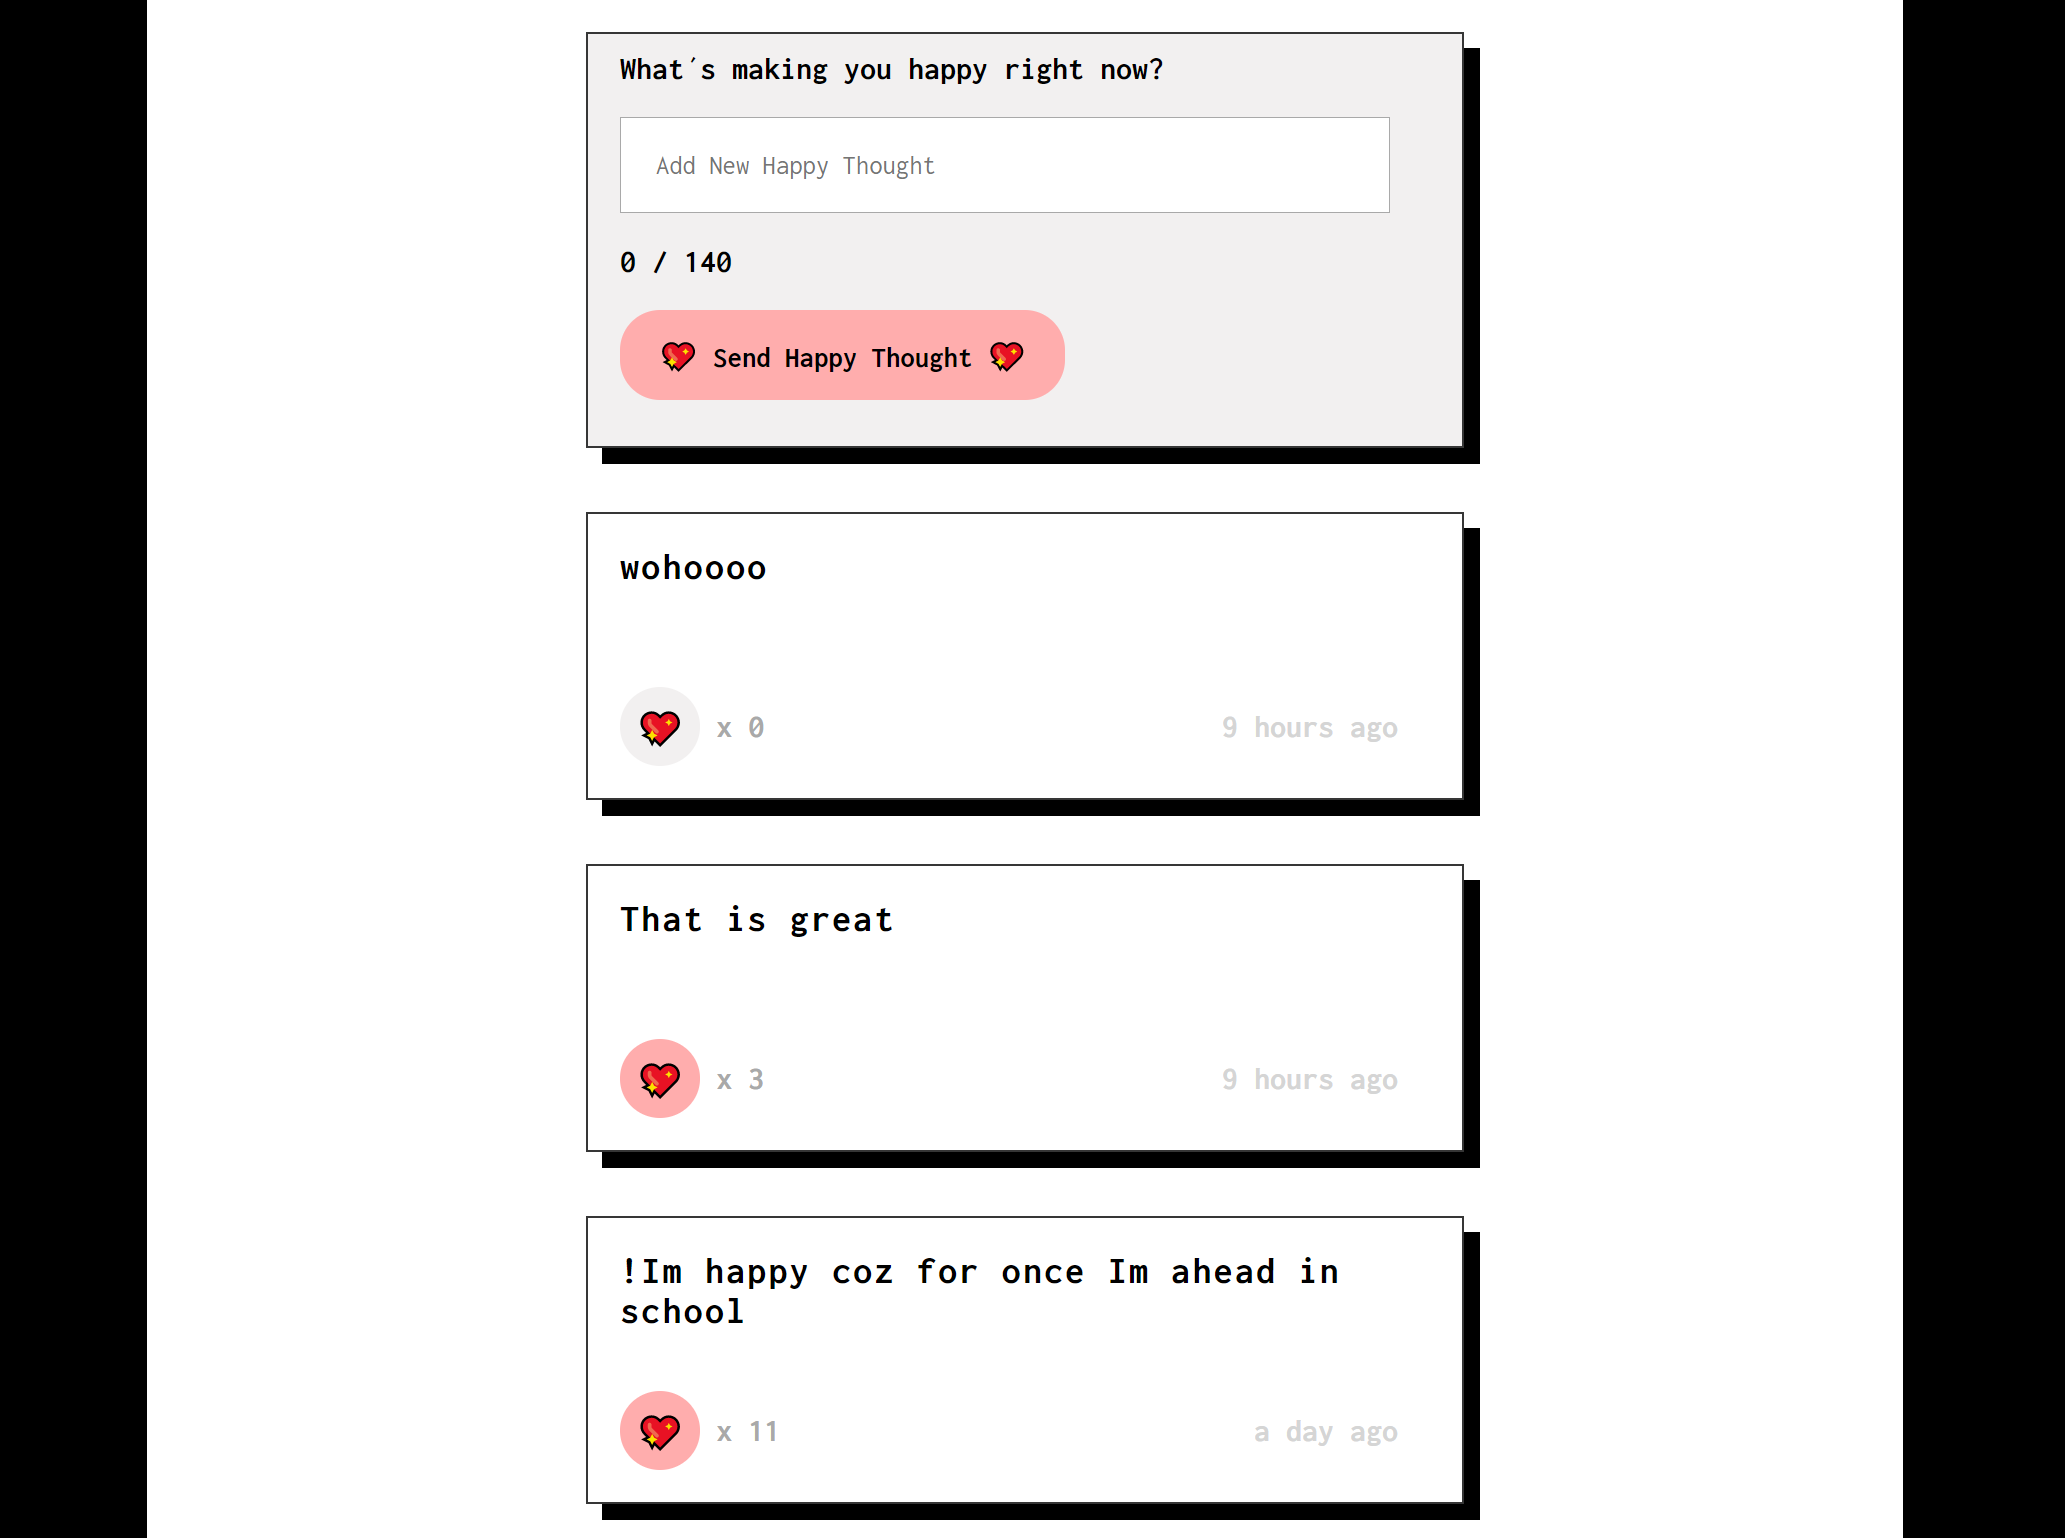 What´s making you happy right now?
Add New Happy Thought
0 / 140
💖 Send Happy Thought 💖
wohoooo
💖 x 0 9 hours ago
That is great
💖 x 3 9 hours ago
!Im happy coz for once Im ahead in
school
💖 x 11 a day ago